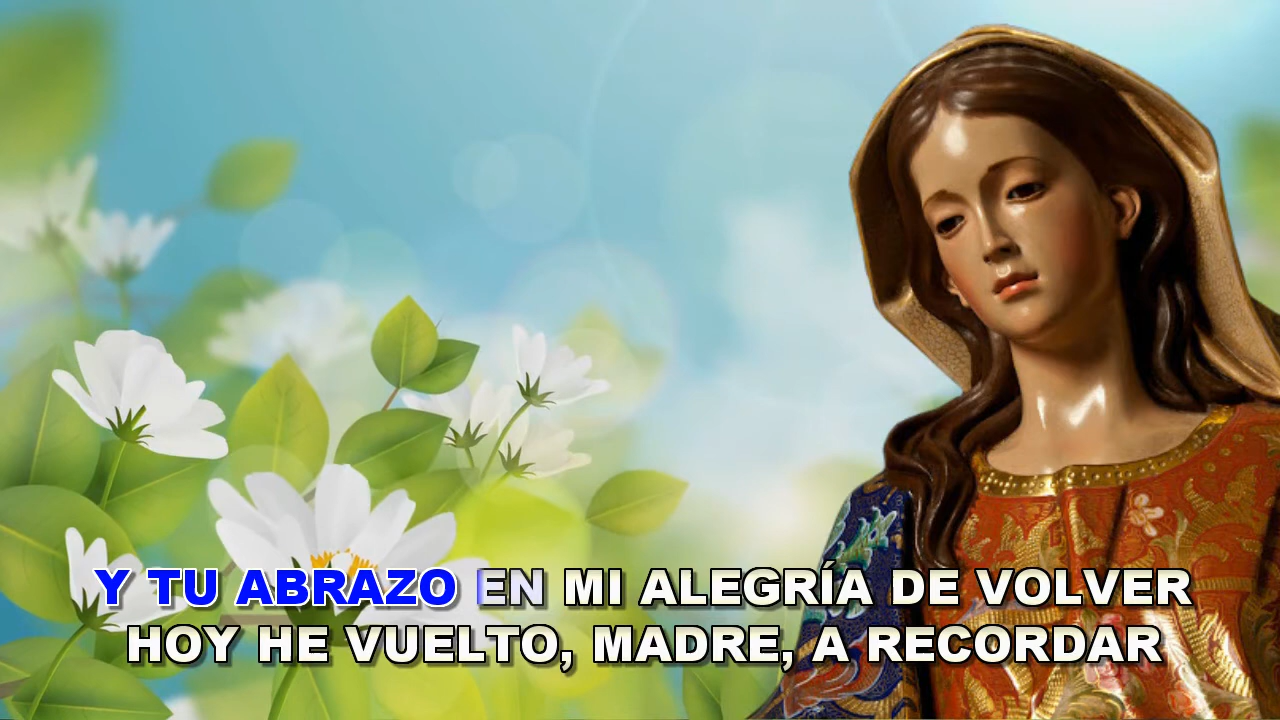 Y TU ABRAZO EN MI ALEGRÍA DE VOLVER
HOY HE VUELTO, MADRE, A RECORDAR